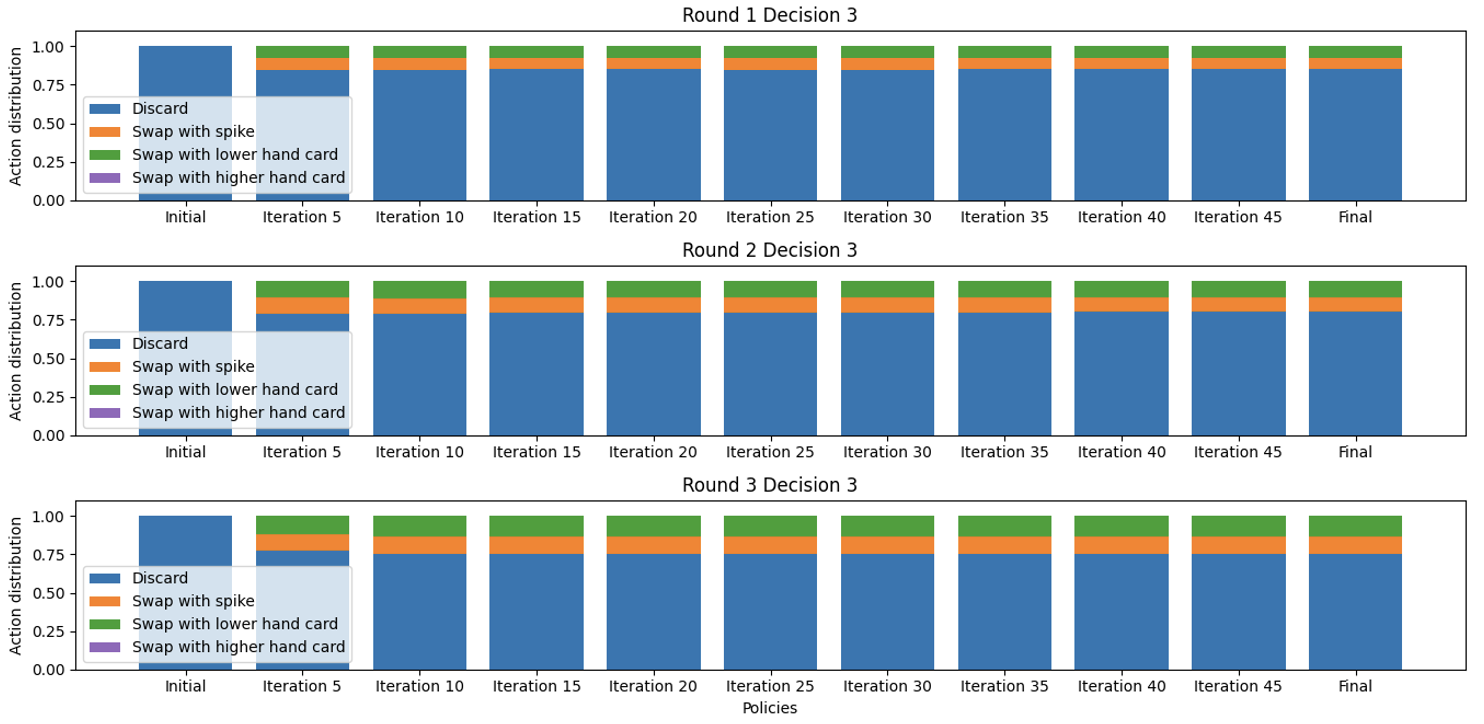 Round 1 Decision 3
Action distribution
1.00
0.75
0.50
0.25
0.00
Discard
Swap with spike
Swap with lower hand card
Swap with higher hand card
Initial Iteration 5 Iteration 10 Iteration 15 Iteration 20 Iteration 25 Iteration 30 Iteration 35 Iteration 40 Iteration 45 Final
Round 2 Decision 3
Action distribution
1.00
0.75
0.50
0.25
0.00
Discard
Swap with spike
Swap with lower hand card
Swap with higher hand card
Initial Iteration 5 Iteration 10 Iteration 15 Iteration 20 Iteration 25 Iteration 30 Iteration 35 Iteration 40 Iteration 45 Final
Round 3 Decision 3
Action distribution
1.00
0.75
0.50
0.25
0.00
Discard
Swap with spike
Swap with lower hand card
Swap with higher hand card
Initial Iteration 5 Iteration 10 Iteration 15 Iteration 20 Iteration 25 Iteration 30 Iteration 35 Iteration 40 Iteration 45 Final
Policies